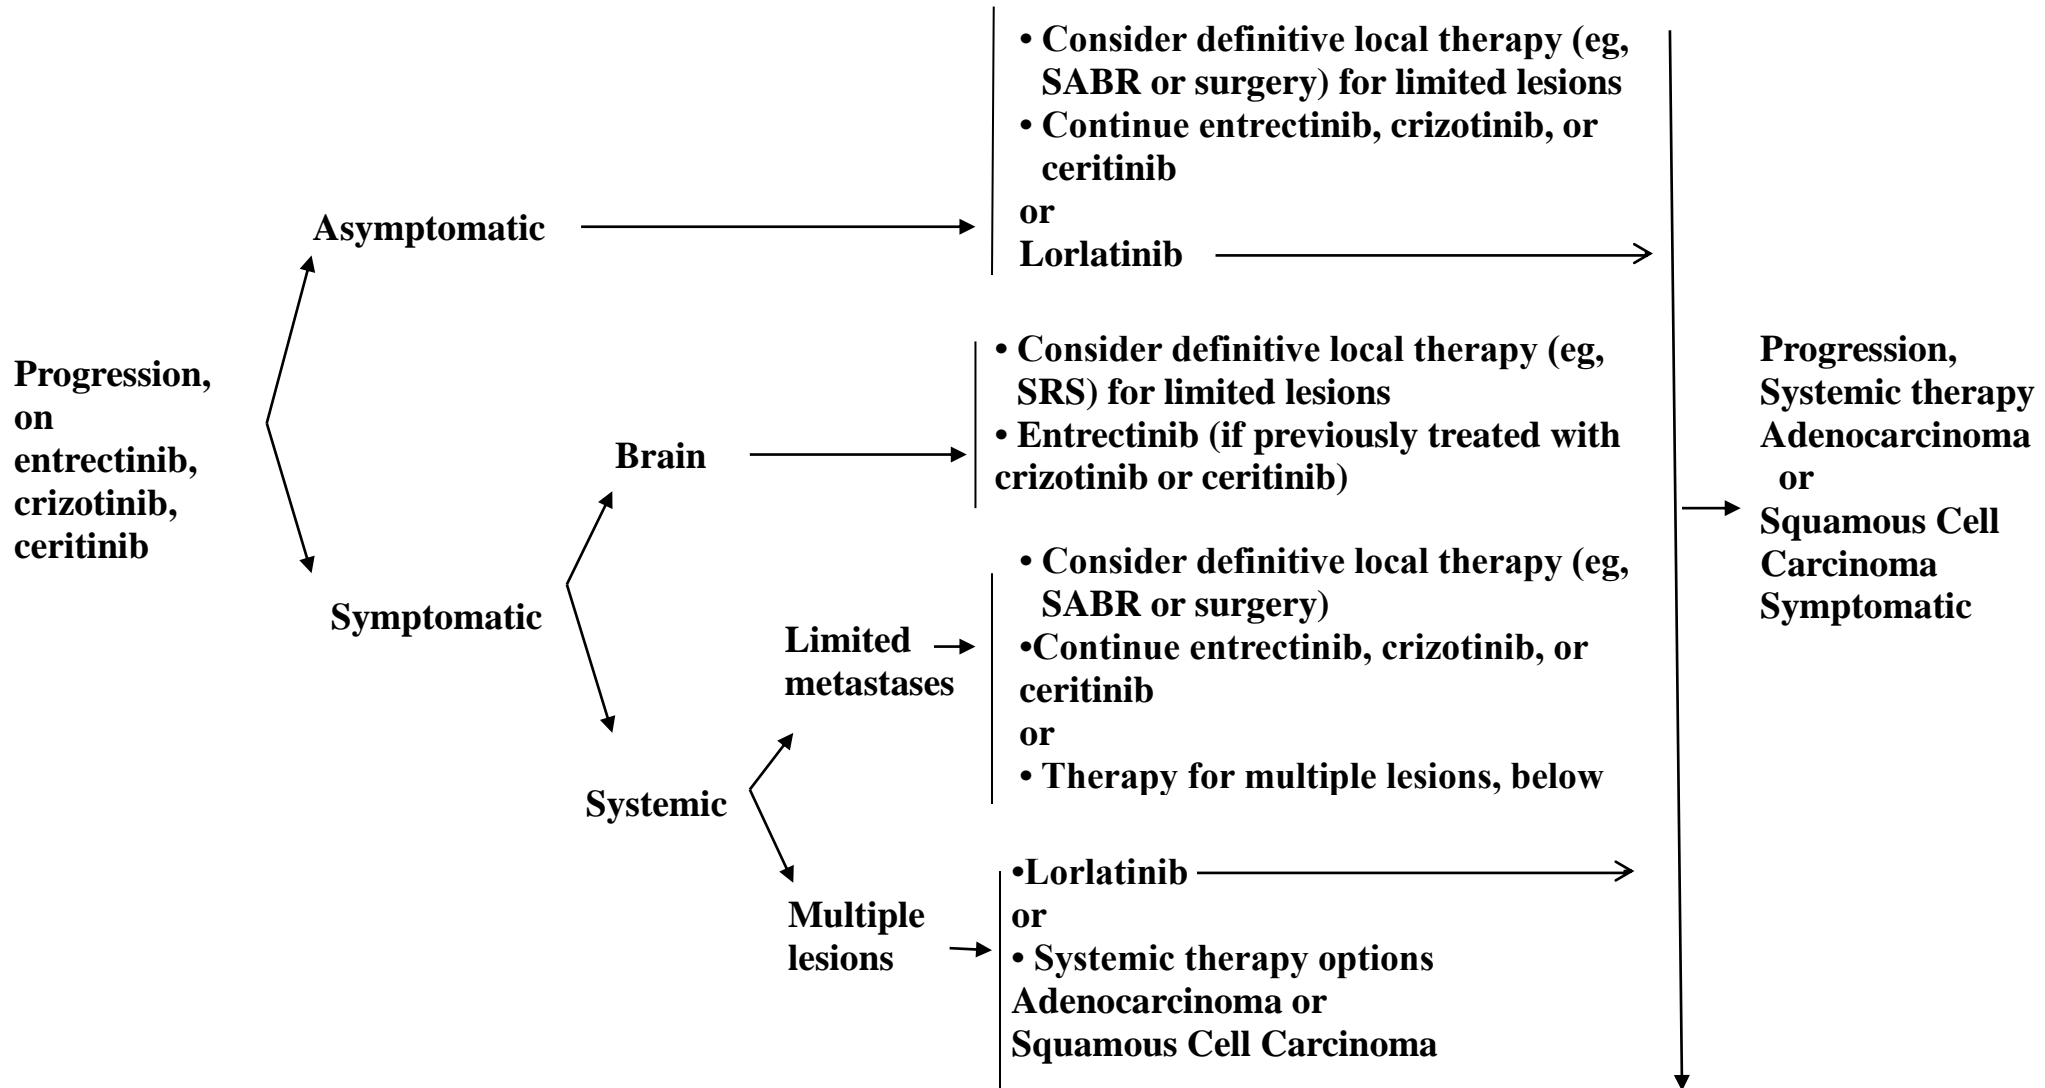 Progression,
on
entrectinib,
crizotinib,
ceritinib
Asymptomatic
• Consider definitive local therapy (eg,
SABR or surgery) for limited lesions
• Continue entrectinib, crizotinib, or
ceritinib
or
Lorlatinib
Symptomatic
Brain
• Consider definitive local therapy (eg,
SRS) for limited lesions
• Entrectinib (if previously treated with
crizotinib or ceritinib)
Systemic
Limited
metastases
• Consider definitive local therapy (eg,
SABR or surgery)
•Continue entrectinib, crizotinib, or
ceritinib
or
• Therapy for multiple lesions, below
Multiple
lesions
•Lorlatinib
or
• Systemic therapy options
Adenocarcinoma or
Squamous Cell Carcinoma
Progression,
Systemic therapy
Adenocarcinoma
or
Squamous Cell
Carcinoma
Symptomatic